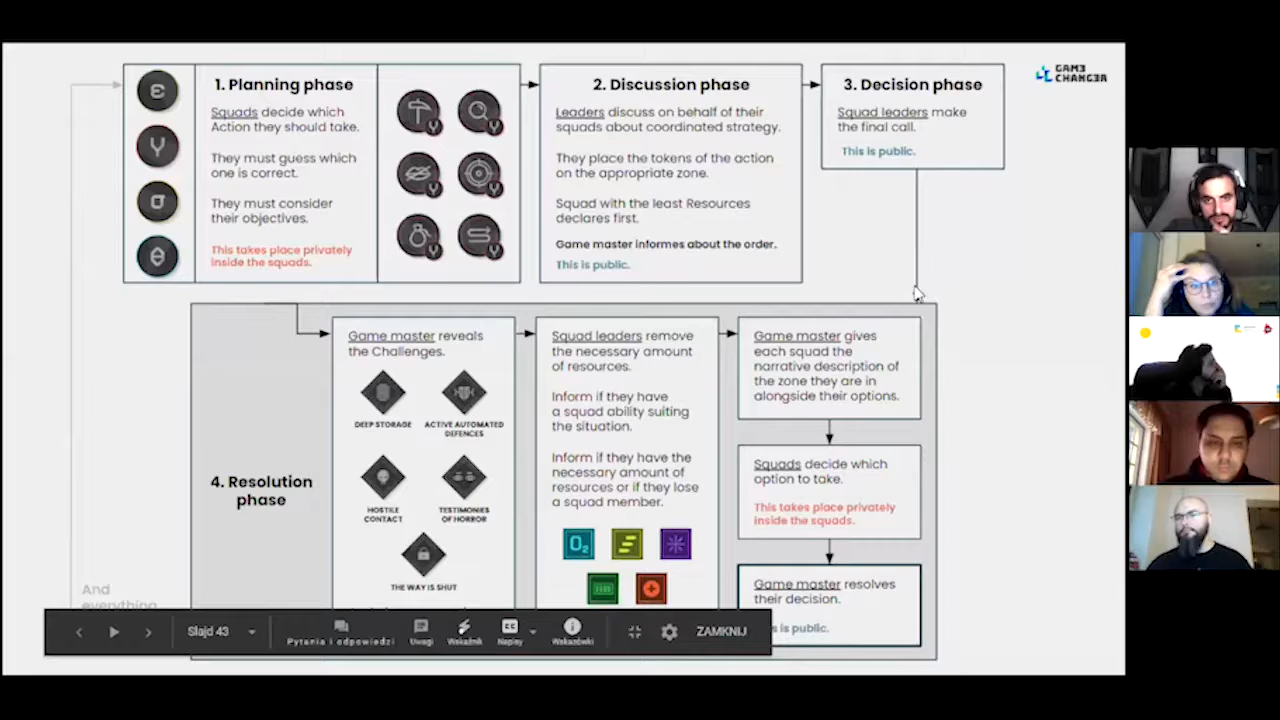 GAM3
CHANG3R
1. Planning phase
Squads decide which
Action they should take.
They must guess which
one is correct.
They must consider
their objectives.
This takes place privately
inside the squads.
2. Discussion phase
Leaders discuss on behalf of their
squads about coordinated strategy.
They place the tokens of the action
on the appropriate zone.
Squad with the least Resources
declares first.
Game master informes about the order.
This is public.
3. Decision phase
Squad leaders make
the final call.
This is public.
4. Resolution
phase
Game master reveals
the Challenges.
DEEP STORAGE
ACTIVE AUTOMATED
DEFENCES
HOSTILE
CONTACT
TESTIMONIES
OF HORROR
THE WAY IS SHUT
Squad leaders remove
the necessary amount
of resources.
Inform if they have
a squad ability suiting
the situation.
Inform if they have the
necessary amount of
resources or if they lose
a squad member.
O2
Game master gives
each squad the
narrative description of
the zone they are in
alongside their options.
Squads decide which
option to take.
This takes place privately
inside the squads.
Game master resolves
their decision.
is public.
And
everything
Slajd 43
Pytania i odpowiedzi
Uwagi
Wskaźnik
Napisy
Wskazówki
ZAMKNIJ